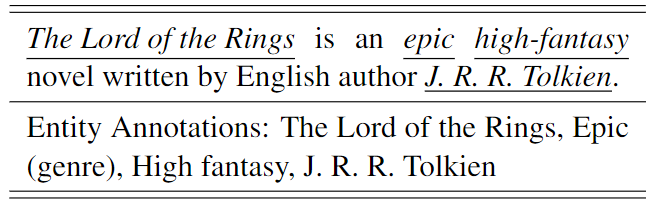 The Lord of the Rings is an epic high-fantasy
novel written by English author J. R. R. Tolkien.
Entity Annotations: The Lord of the Rings, Epic
(genre), High fantasy, J. R. R. Tolkien